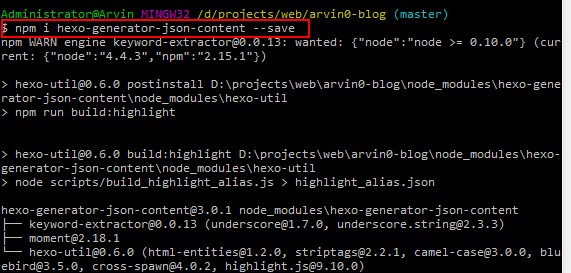 Administrator@Arvin MINGW32 /d/projects/web/arvin0-blog (master)
$ npm i hexo-generator-json-content --save
npm WARN engine keyword-extractor@0.0.13: wanted: {"node":"node >= 0.10.0"} (cur
rent: {"node":"4.4.3","npm":"2.15.1"})
> hexo-util@0.6.0 postinstall D:\projects\web\arvin0-blog\node_modules\hexo-gene
rator-json-content\node_modules\hexo-util
> npm run build:highlight
> hexo-util@0.6.0 build:highlight D:\projects\web\arvin0-blog\node_modules\hexo-
generator-json-content\node_modules\hexo-util
> node scripts/build_highlight_alias.js > highlight_alias.json
hexo-generator-json-content@3.0.1 node_modules\hexo-generator-json-content
├── keyword-extractor@0.0.13 (underscore@1.7.0, underscore.string@2.3.3)
├── moment@2.18.1
└── hexo-util@0.6.0 (html-entities@1.2.0, striptags@2.2.1, camel-case@3.0.0, blu
ebird@3.5.0, cross-spawn@4.0.2, highlight.js@9.10.0)